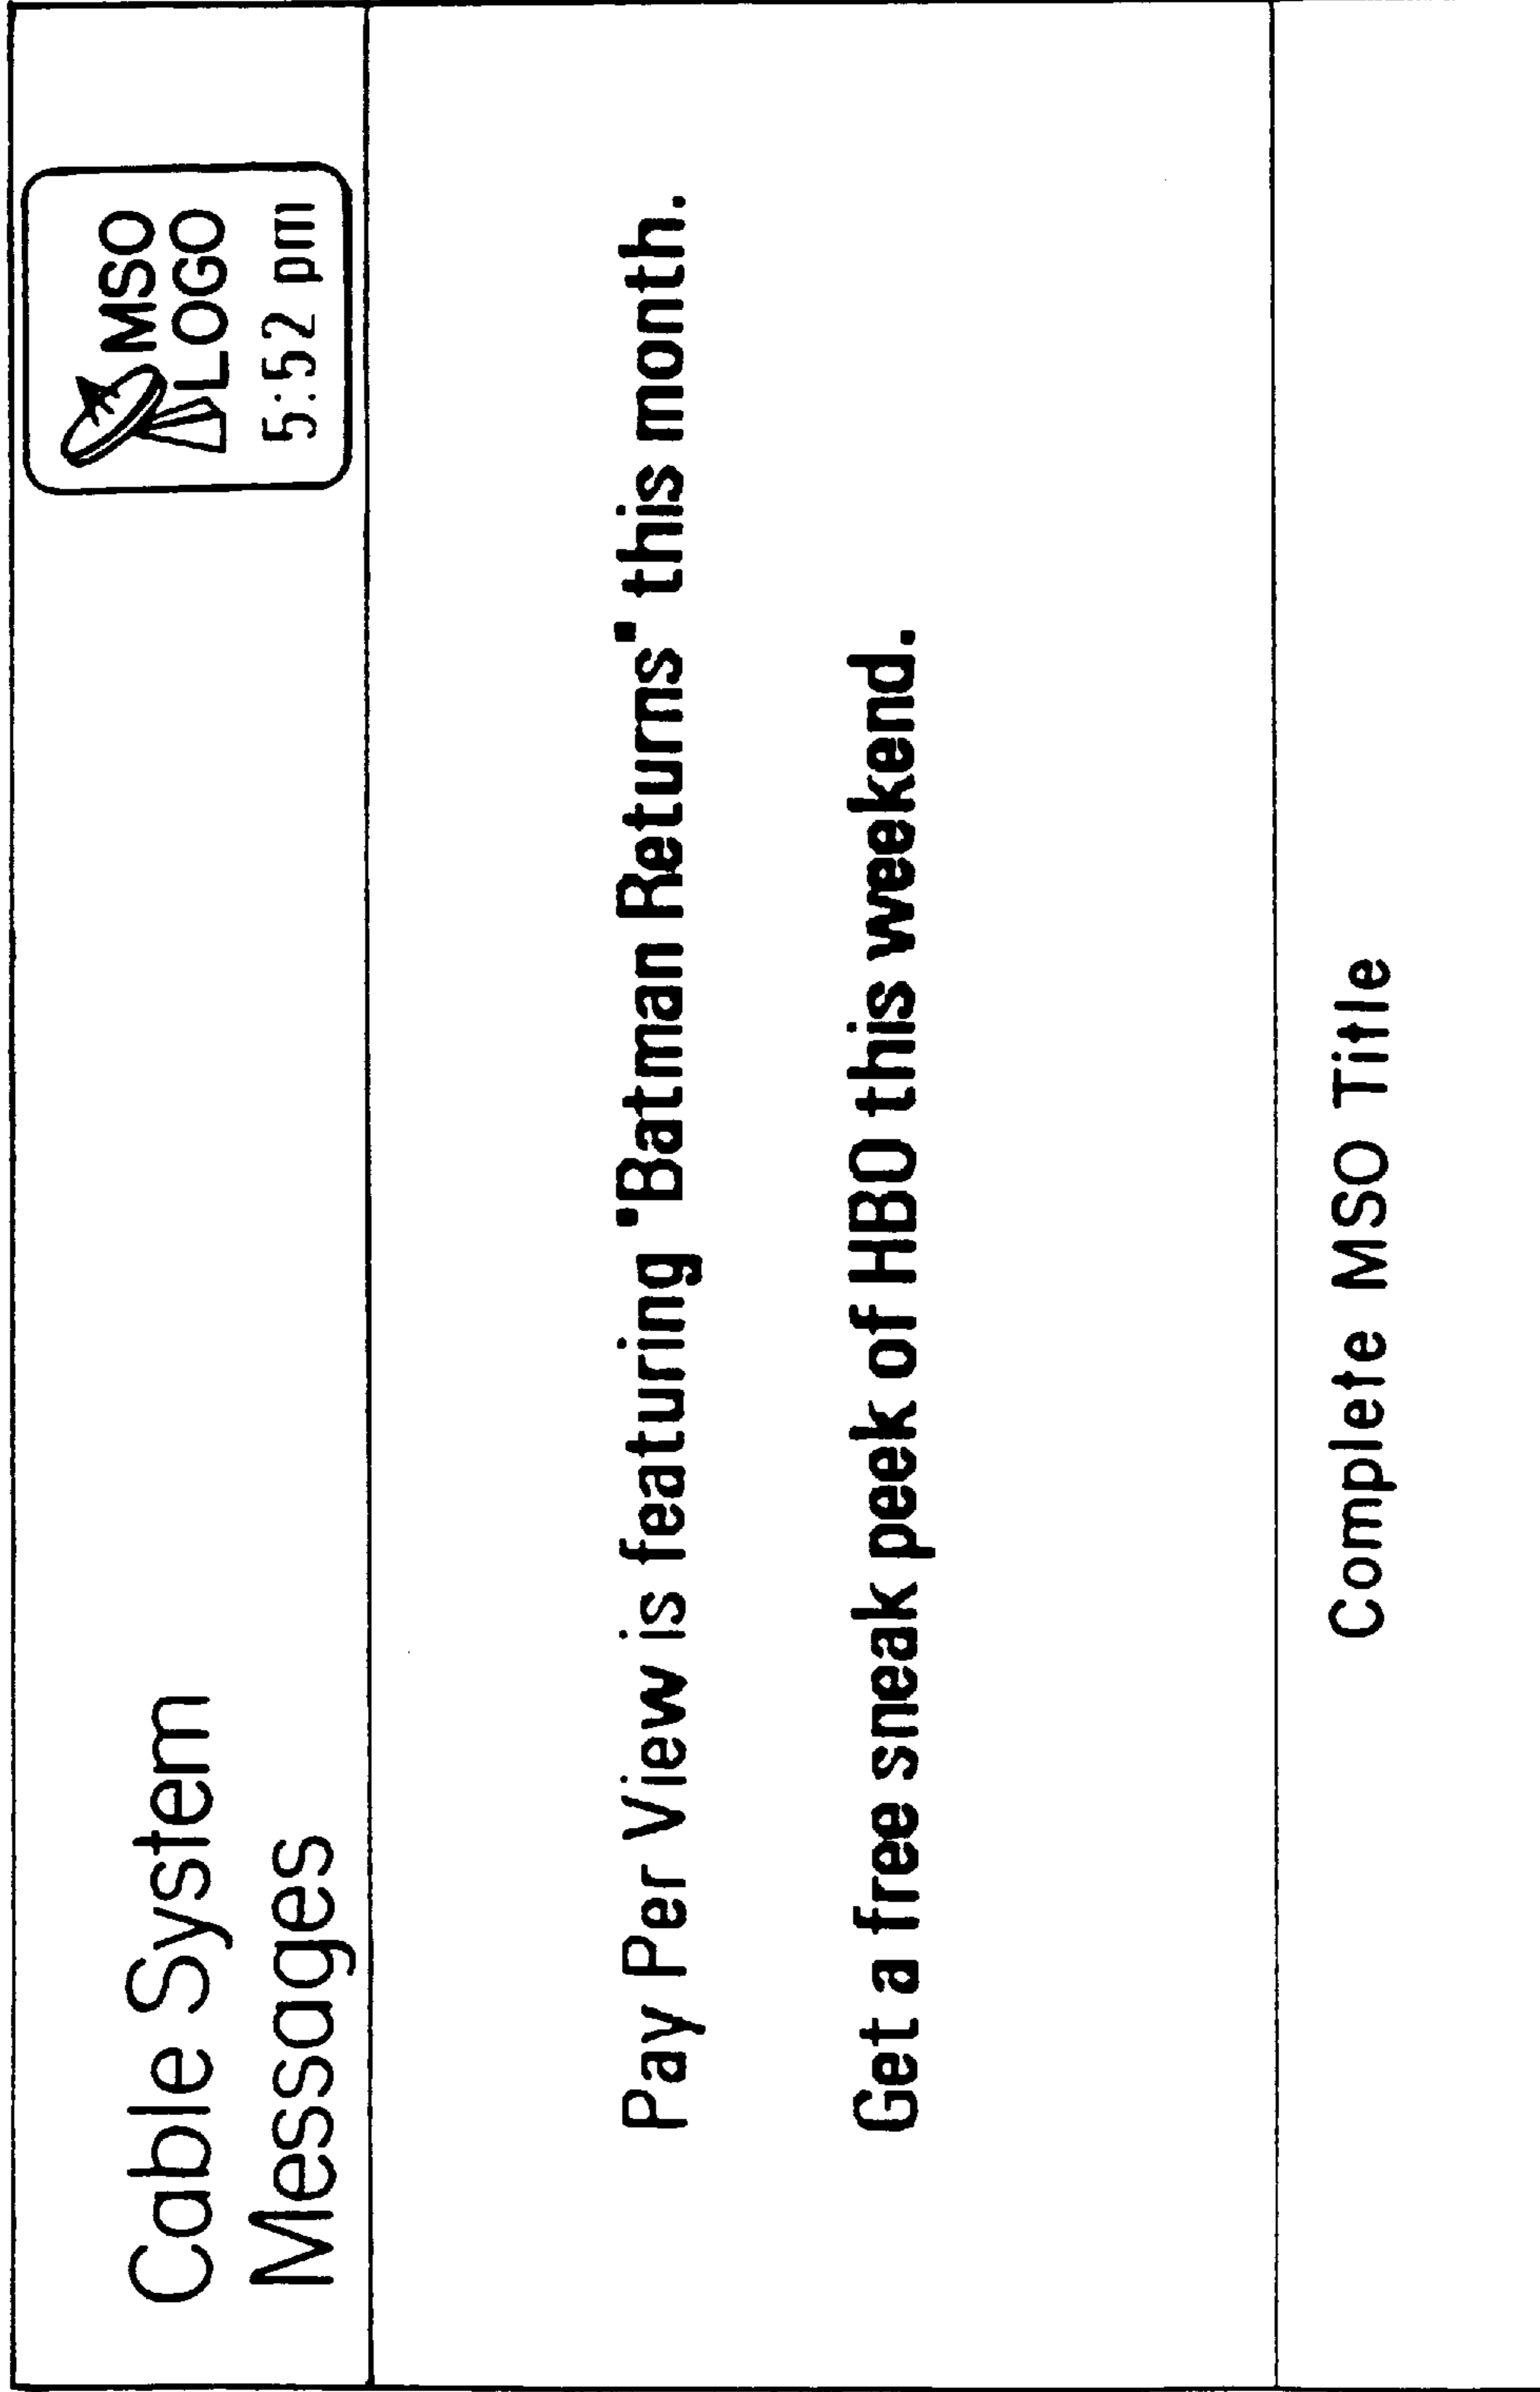 Cable System
Messages
MSO
LOGO
5:52 pm
Pay Per View is featuring "Batman Returns" this month.
Get a free sneak peek of HBO this weekend.
Complete MSO Title